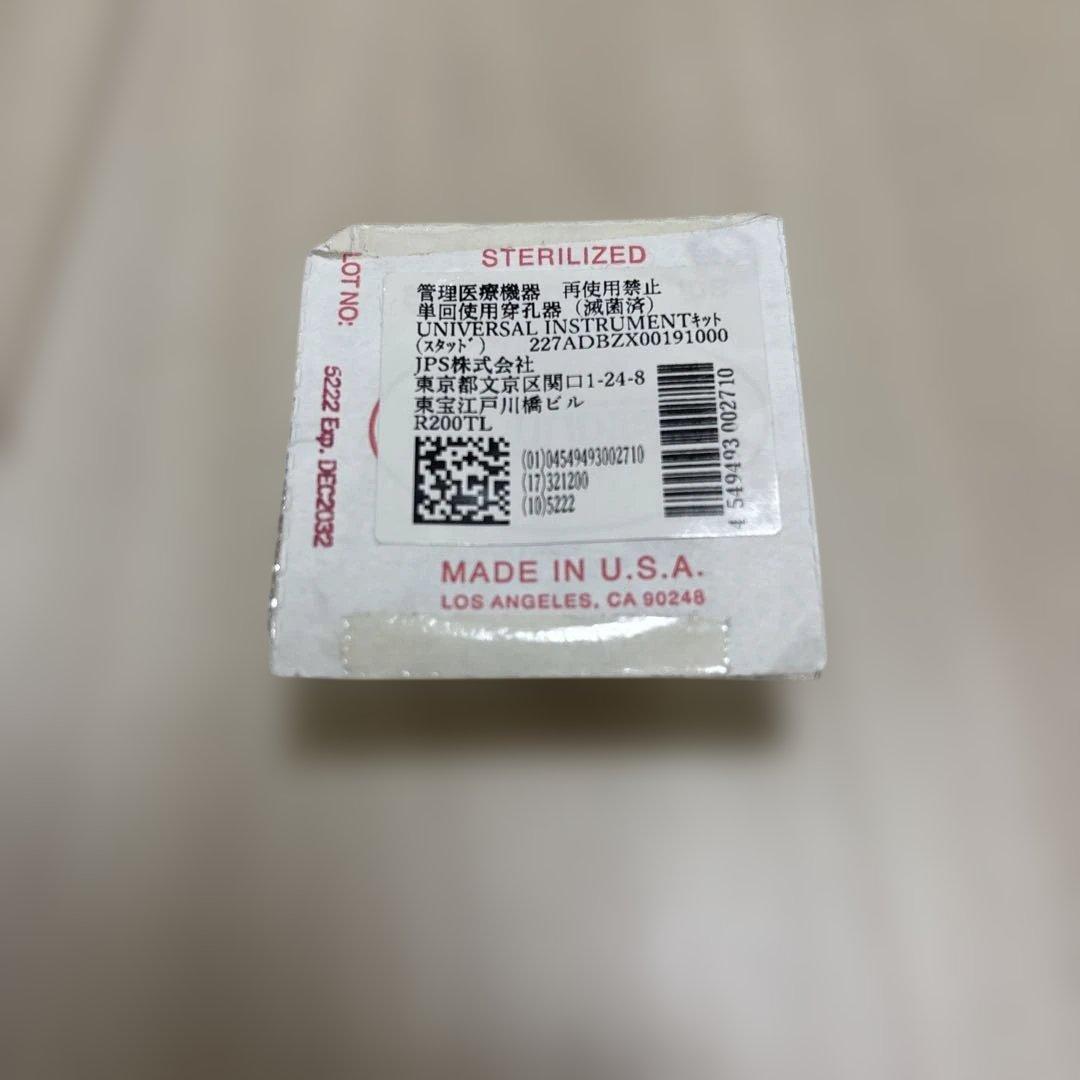 STERILIZED
LOT NO:
5222 Exp. DEC2032
管理医療機器 再使用禁止
単回使用穿孔器（滅菌済）
UNIVERSAL INSTRUMENTｷｯﾄ
（ｽﾀｯﾄﾞ） 227ADBZX00191000
JPS株式会社
東京都文京区関口1-24-8
東宝江戸川橋ビル
R200TL
(01)04549493002710
(17)321200
(10)5222
4 549493 002710
MADE IN U.S.A.
LOS ANGELES, CA 90248